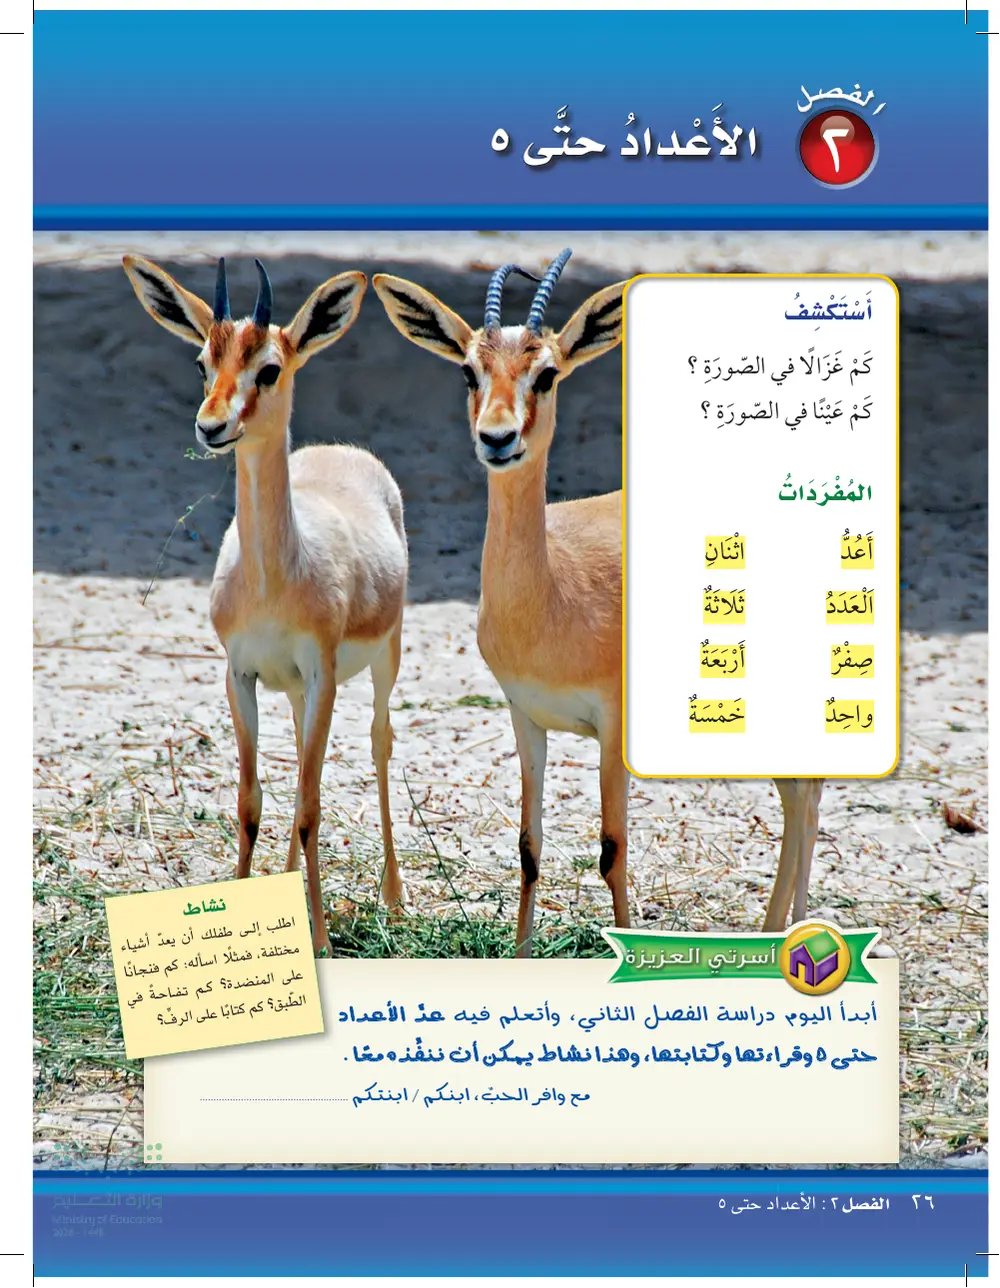 الفصل
٢
الأَعْدادُ حتَّى ٥
أَسْتَكْشِفُ
كَمْ غَزَالًا في الصّورَةِ ؟
كَمْ عَيْنًا في الصّورَةِ ؟
المُفْرَدَاتُ
أَعُدُّ اثْنَانِ
اَلْعَدَدُ ثَلَاثَةٌ
صِفْرٌ أَرْبَعَةٌ
واحِدٌ خَمْسَةٌ
نشاط
اطلب إلى طفلك أن يعدّ أشياء
مختلفة، فمثلًا اسأله: كم فنجانًا
على المنضدة؟ كم تفاحةً في
الطّبق؟ كم كتابًا على الرفِّ؟
أسرتي العزيزة
أبدأ اليوم دراسة الفصل الثاني، وأتعلم فيه عدَّ الأعداد
حتى ٥ وقراءتها وكتابتها، وهذا نشاط يمكن أن ننفِّذه معًا.
مع وافر الحبّ، ابنكم / ابنتكم
٢٦ الفصل ٢ : الأعداد حتى ٥
وزارة التعليم
Ministry of Education
2026 - 1448